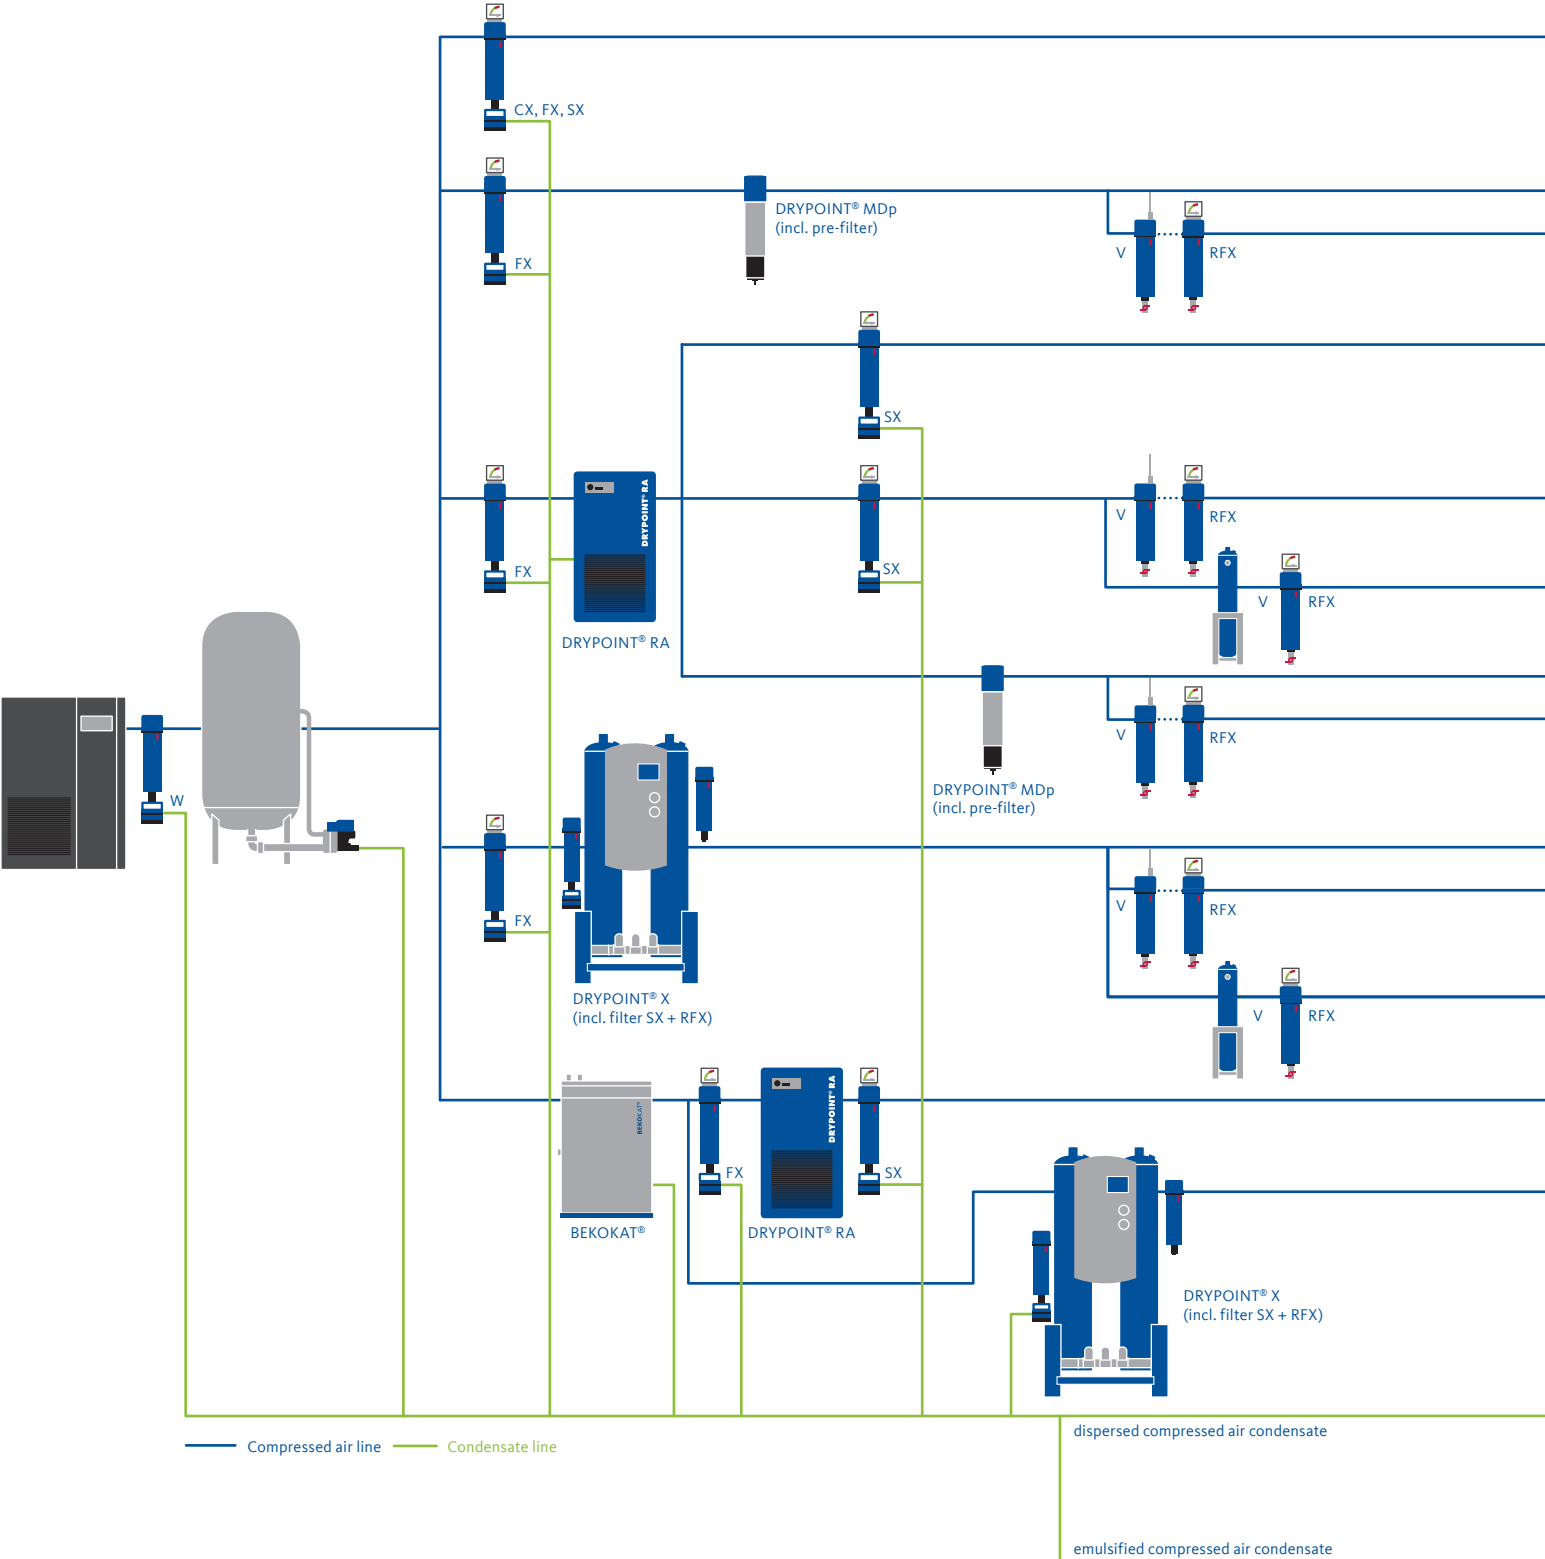 CX, FX, SX
FX
DRYPOINT® MDp
(incl. pre-filter)
V
RFX
SX
FX
DRYPOINT® RA
DRYPOINT® RA
SX
V
RFX
V
RFX
W
DRYPOINT® MDp
(incl. pre-filter)
V
RFX
FX
DRYPOINT® X
(incl. filter SX + RFX)
V
RFX
V
RFX
BEKOKAT®
BEKOKAT®
FX
DRYPOINT® RA
DRYPOINT® RA
SX
DRYPOINT® X
(incl. filter SX + RFX)
Compressed air line
Condensate line
dispersed compressed air condensate
emulsified compressed air condensate